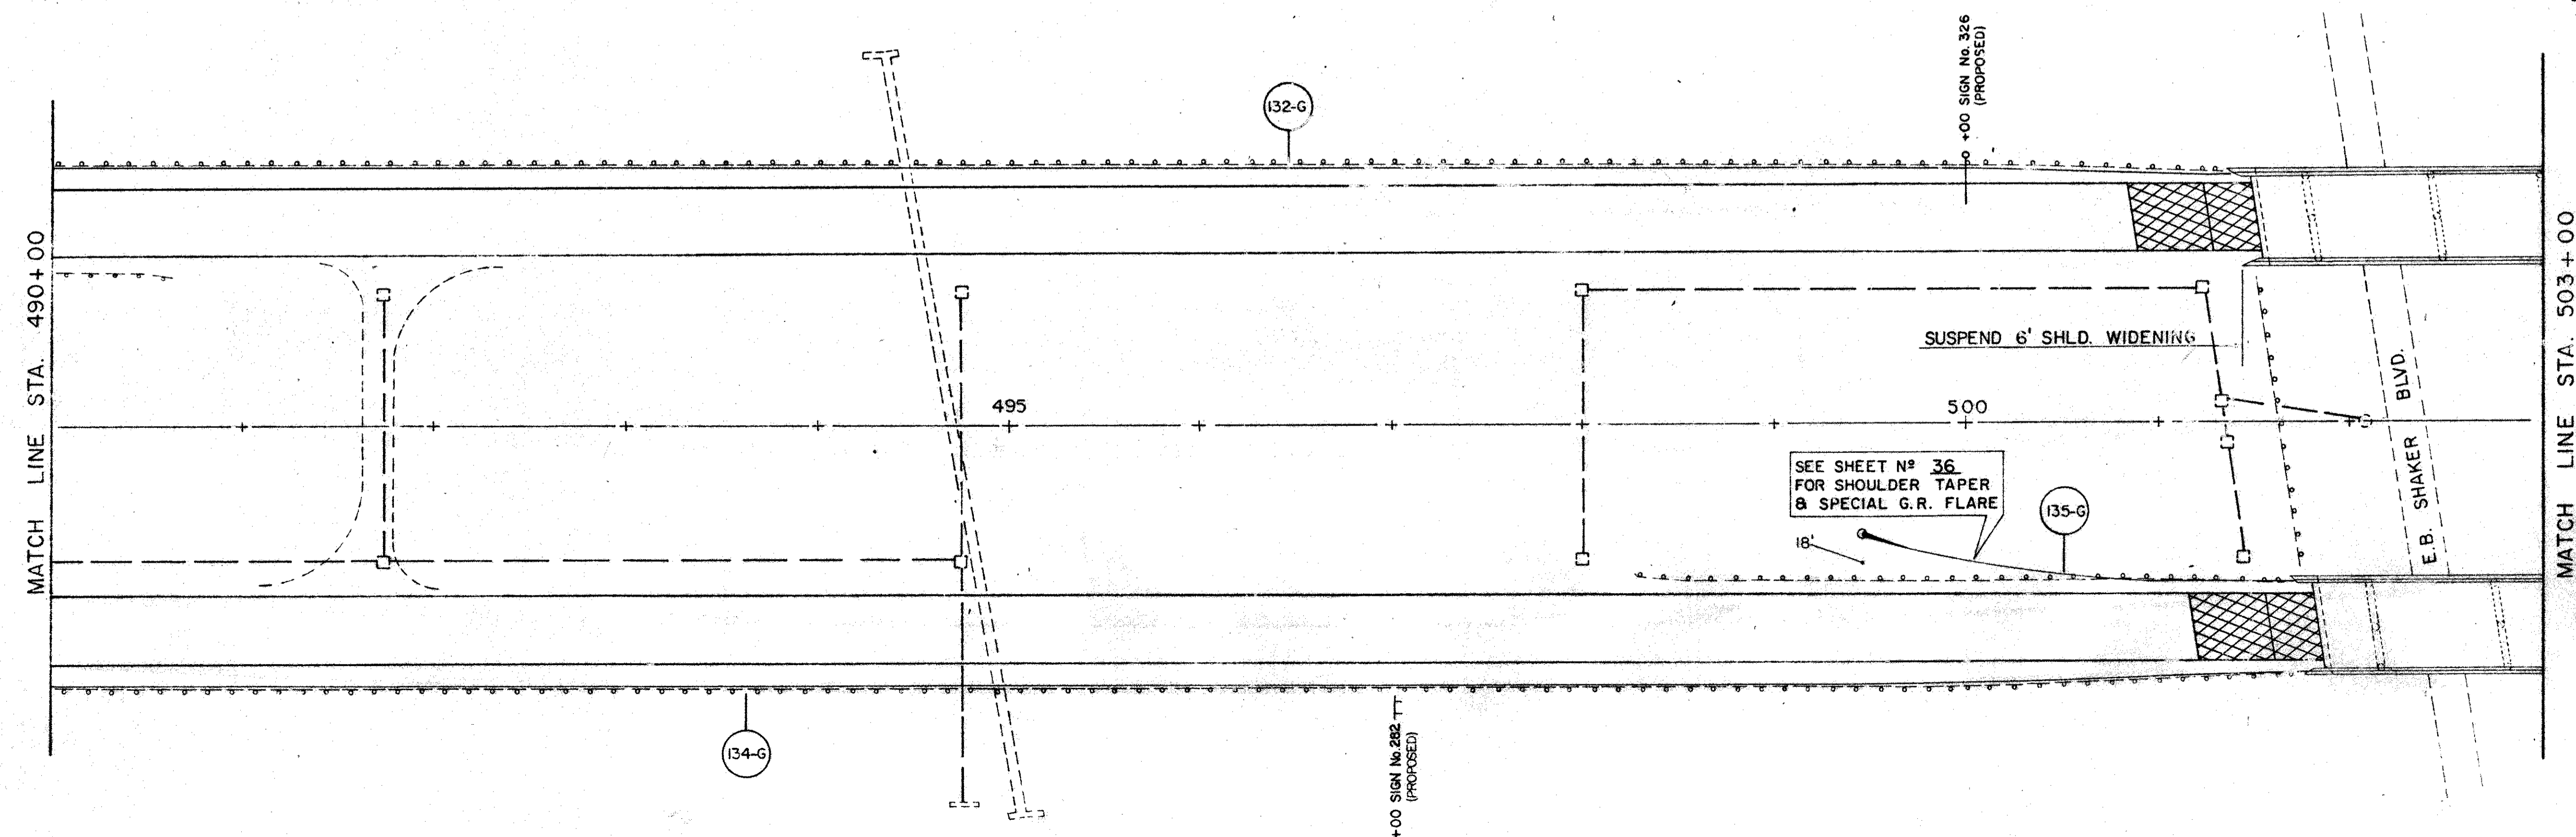 +00 SIGN No. 326
(PROPOSED)
132-G
MATCH LINE STA. 490+00
MATCH LINE STA. 503+00
SUSPEND 6' SHLD. WIDENING
495
500
E.B. SHAKER BLVD.
SEE SHEET Nº 36
FOR SHOULDER TAPER
& SPECIAL G.R. FLARE
135-G
18'
134-G
+00 SIGN No. 282
(PROPOSED)